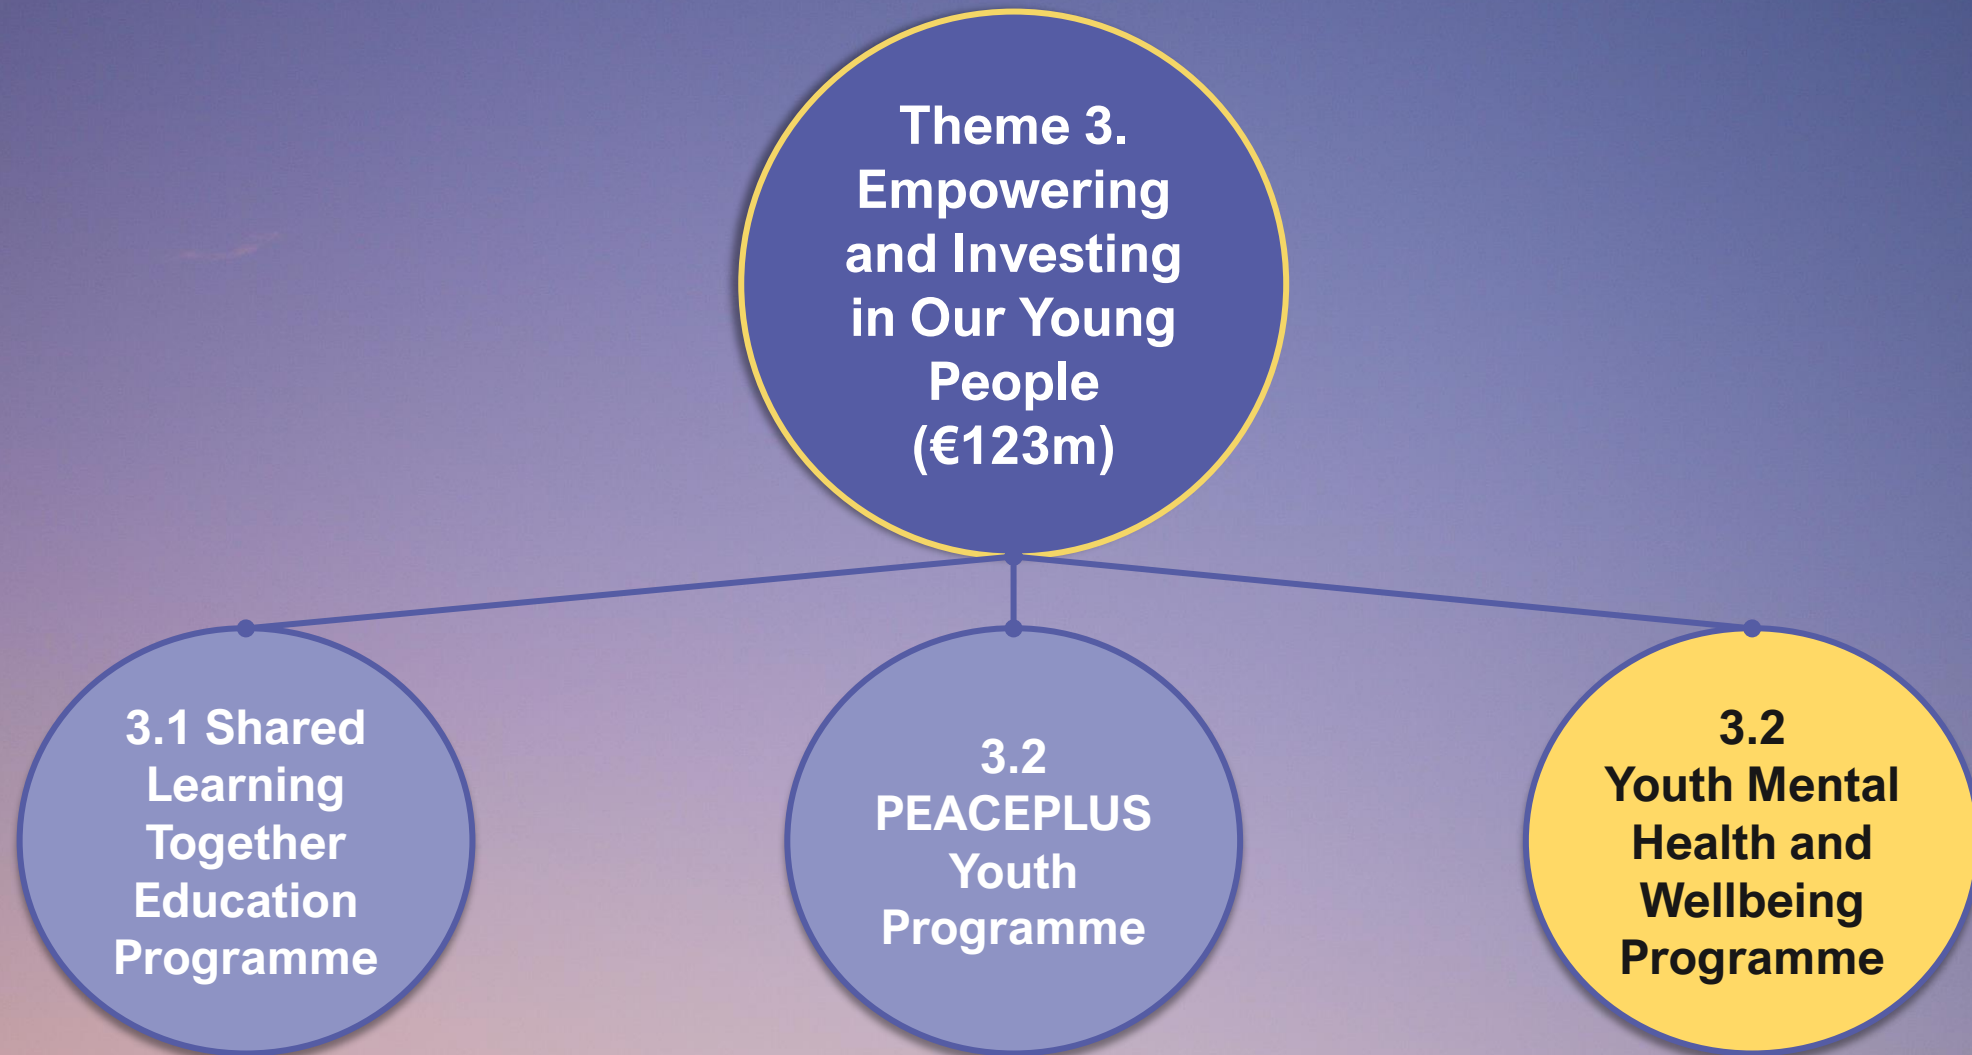 Theme 3.
Empowering
and Investing
in Our Young
People
(€123m)
3.1 Shared
Learning
Together
Education
Programme
3.2
PEACEPLUS
Youth
Programme
3.2
Youth Mental
Health and
Wellbeing
Programme